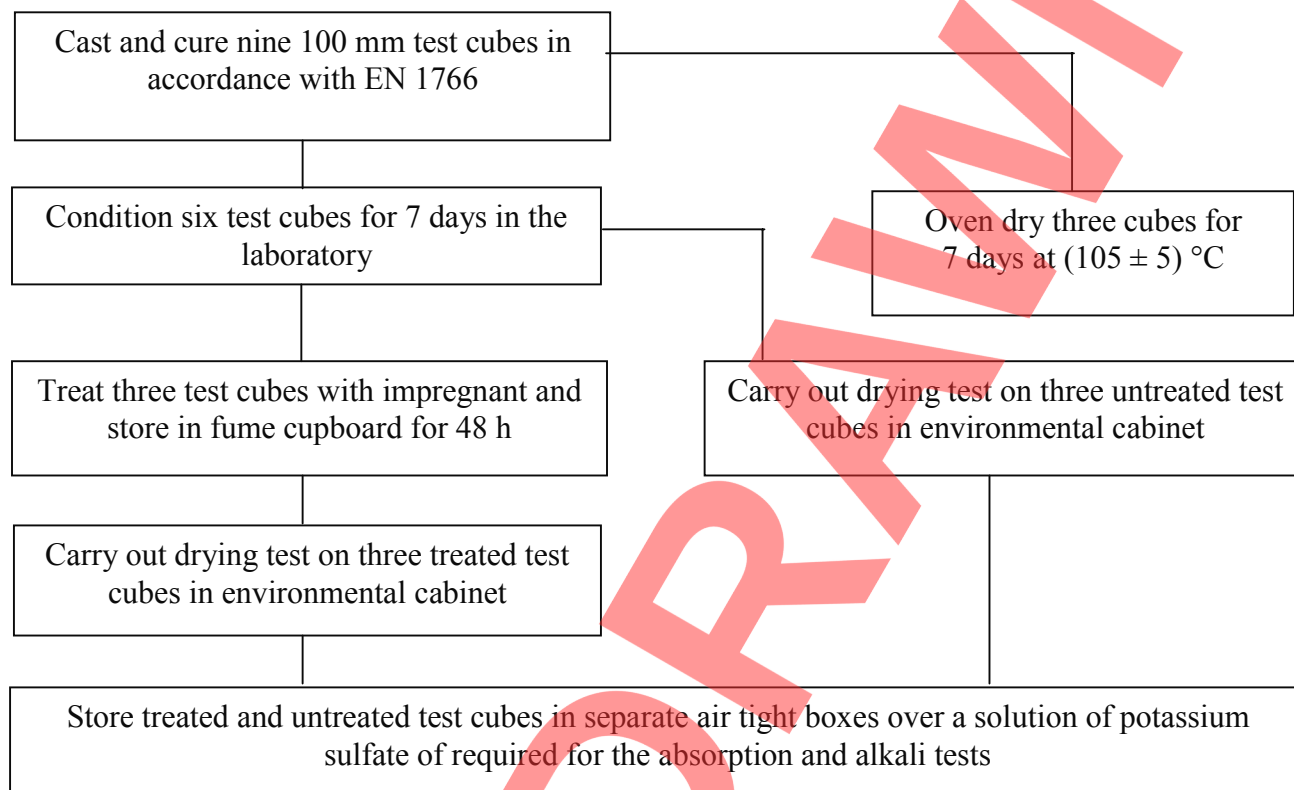 Cast and cure nine 100 mm test cubes in
accordance with EN 1766
Condition six test cubes for 7 days in the
laboratory
Oven dry three cubes for
7 days at (105 ± 5) °C
Treat three test cubes with impregnant and
store in fume cupboard for 48 h
Carry out drying test on three untreated test
cubes in environmental cabinet
Carry out drying test on three treated test
cubes in environmental cabinet
Store treated and untreated test cubes in separate air tight boxes over a solution of potassium
sulfate of required for the absorption and alkali tests